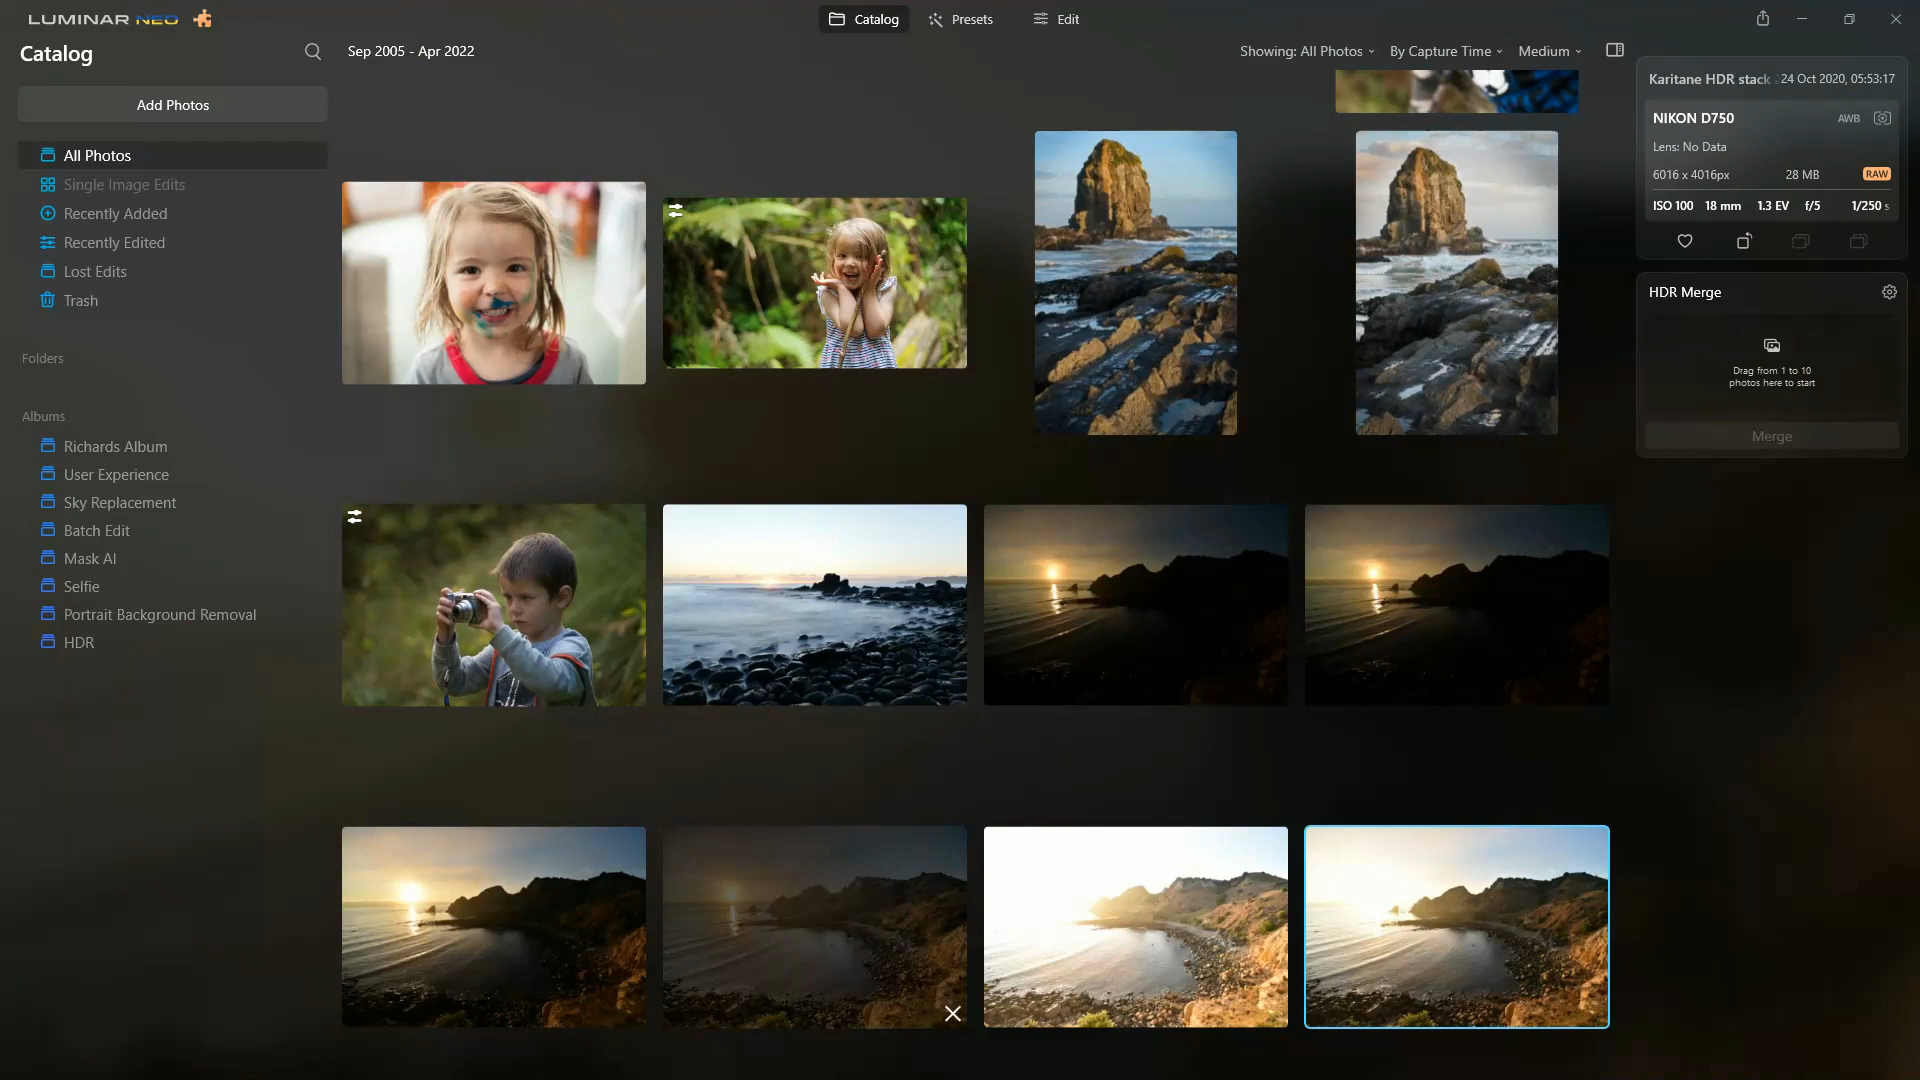 LUMINAR NEO
Catalog
Presets
Edit
Catalog
Sep 2005 - Apr 2022
Showing: All Photos
By Capture Time
Medium
Add Photos
All Photos
Single Image Edits
Recently Added
Recently Edited
Lost Edits
Trash
Folders
Albums
Richards Album
User Experience
Sky Replacement
Batch Edit
Mask AI
Selfie
Portrait Background Removal
HDR
Karitane HDR stack 24 Oct 2020, 05:53:17
NIKON D750 AWB
Lens: No Data
6016 x 4016px 28 MB RAW
ISO 100 18 mm 1.3 EV f/5 1/250 s
HDR Merge
Drag from 1 to 10
photos here to start
Merge